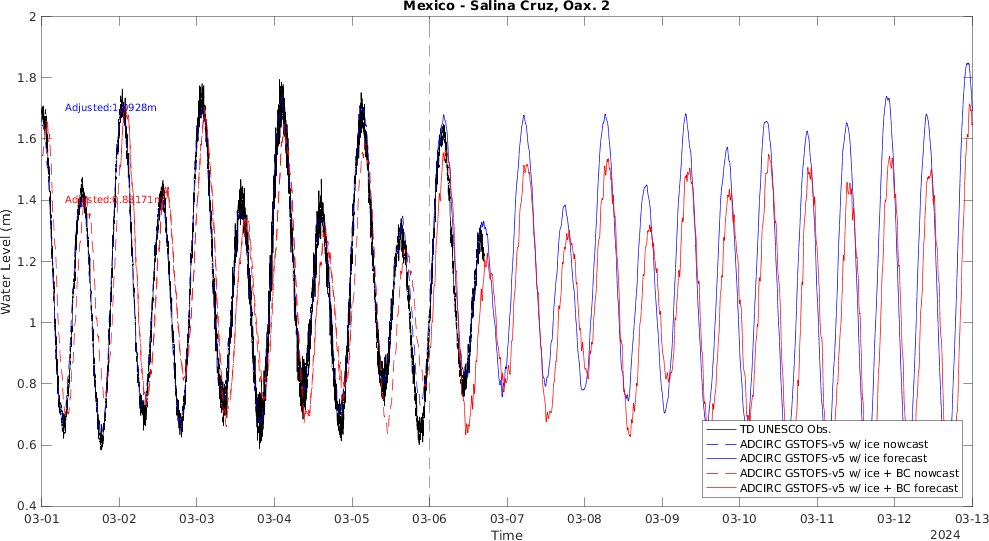 Mexico - Salina Cruz, Oax. 2
2
1.8
1.6
1.4
1.2
1
0.8
0.6
0.4
Water Level (m)
03-01
03-02
03-03
03-04
03-05
03-06
03-07
03-08
03-09
03-10
03-11
03-12
03-13
Time
2024
TD UNESCO Obs.
ADCIRC GSTOFS-v5 w/ ice nowcast
ADCIRC GSTOFS-v5 w/ ice forecast
ADCIRC GSTOFS-v5 w/ ice + BC nowcast
ADCIRC GSTOFS-v5 w/ ice + BC forecast